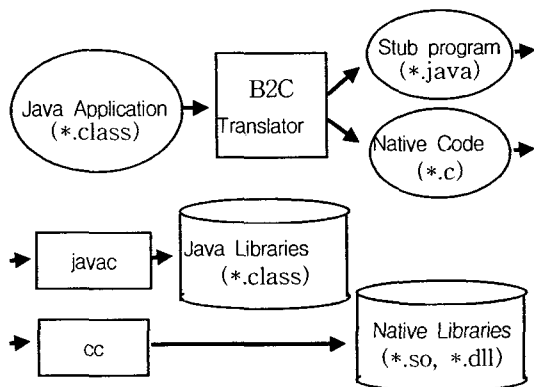 Java Application
(*.class)
B2C
Translator
Stub program
(*.java)
Native Code
(*.c)
javac
Java Libraries
(*.class)
cc
Native Libraries
(*.so, *.dll)